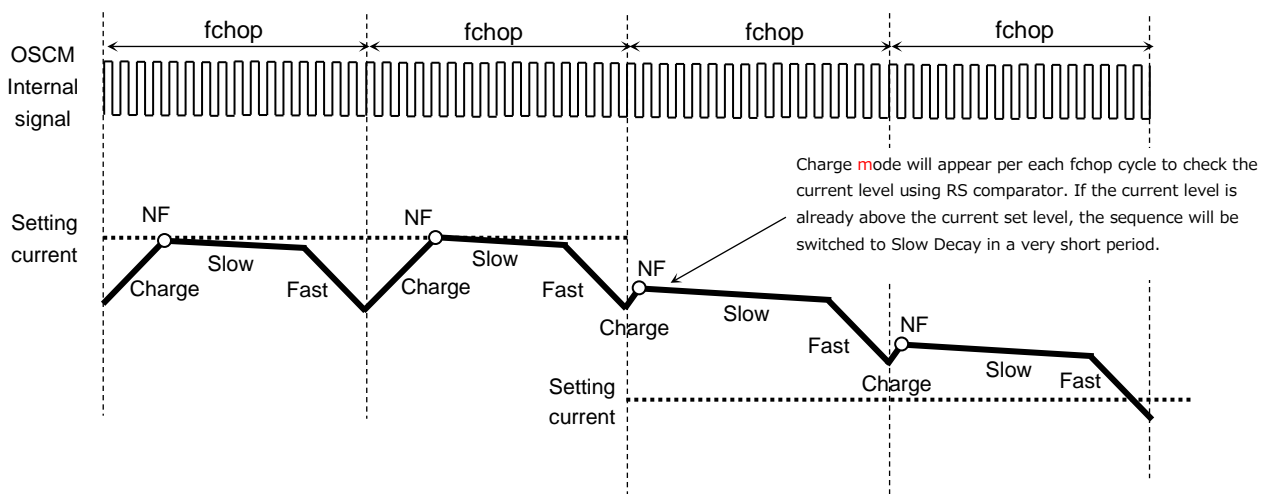 fchop fchop fchop fchop
OSCM
Internal
signal
Charge mode will appear per each fchop cycle to check the
current level using RS comparator. If the current level is
already above the current set level, the sequence will be
switched to Slow Decay in a very short period.
Setting
current
NF
Slow
Charge
Fast
NF
Slow
Charge
Fast
NF
Slow
Charge
Fast
NF
Slow
Charge
Fast
Setting
current